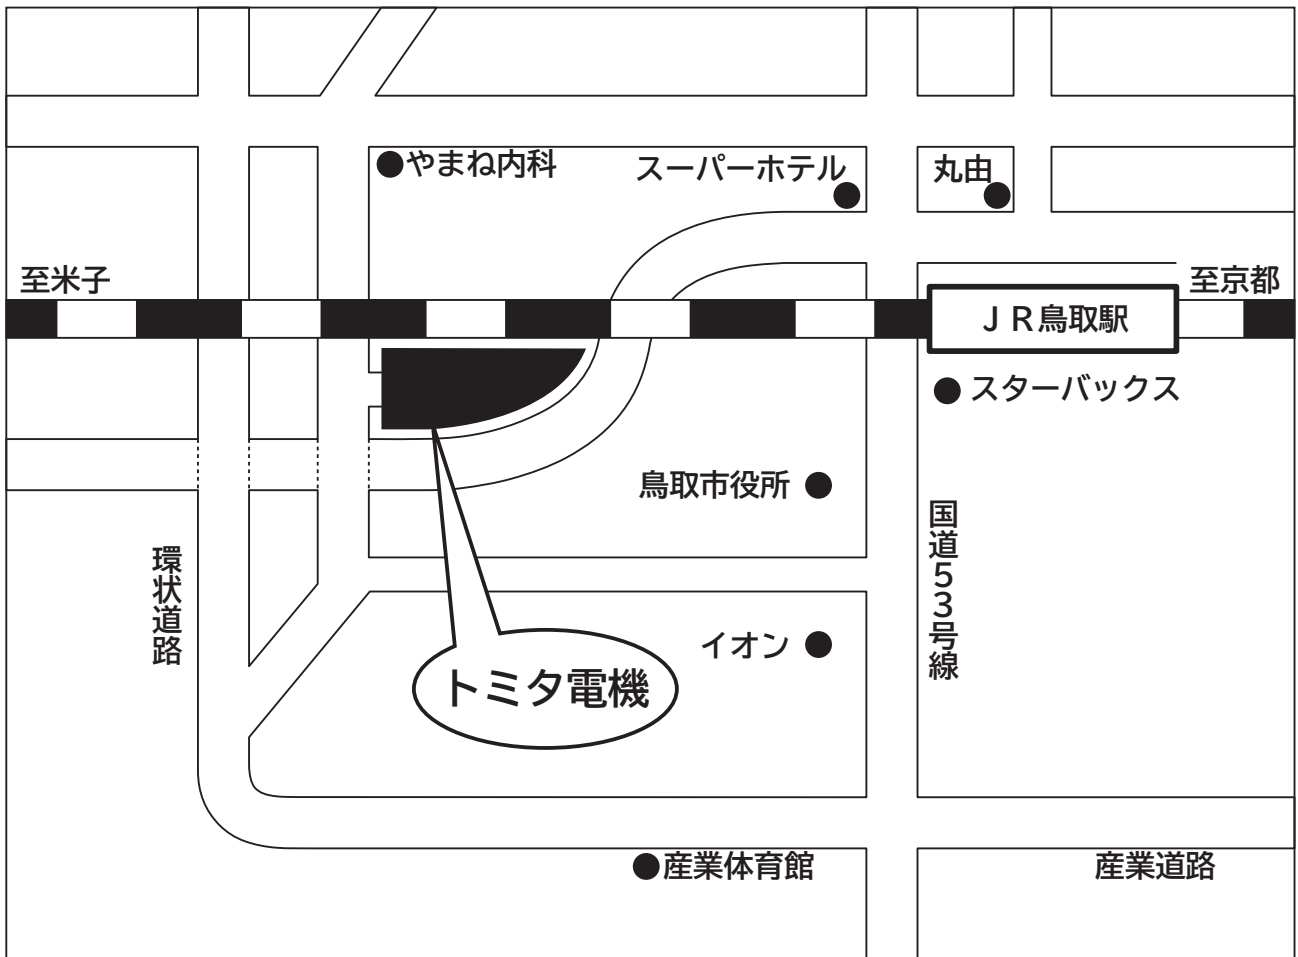 やまね内科
スーパーホテル
丸由
至米子
至京都
ＪＲ鳥取駅
スターバックス
鳥取市役所
国道５３号線
環状道路
イオン
トミタ電機
産業体育館
産業道路